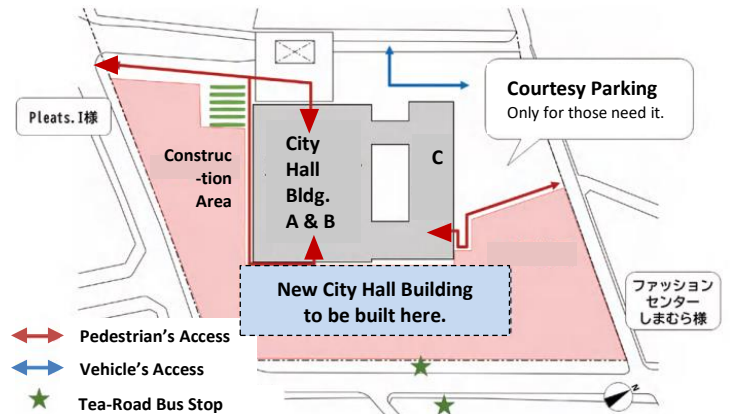 Courtesy Parking
Only for those need it.
Pleats.I様
City
Hall
Bldg.
A & B
C
Construc
-tion
Area
New City Hall Building
to be built here.
ファッション
センター
しまむら様
Pedestrian's Access
Vehicle's Access
Tea-Road Bus Stop
N